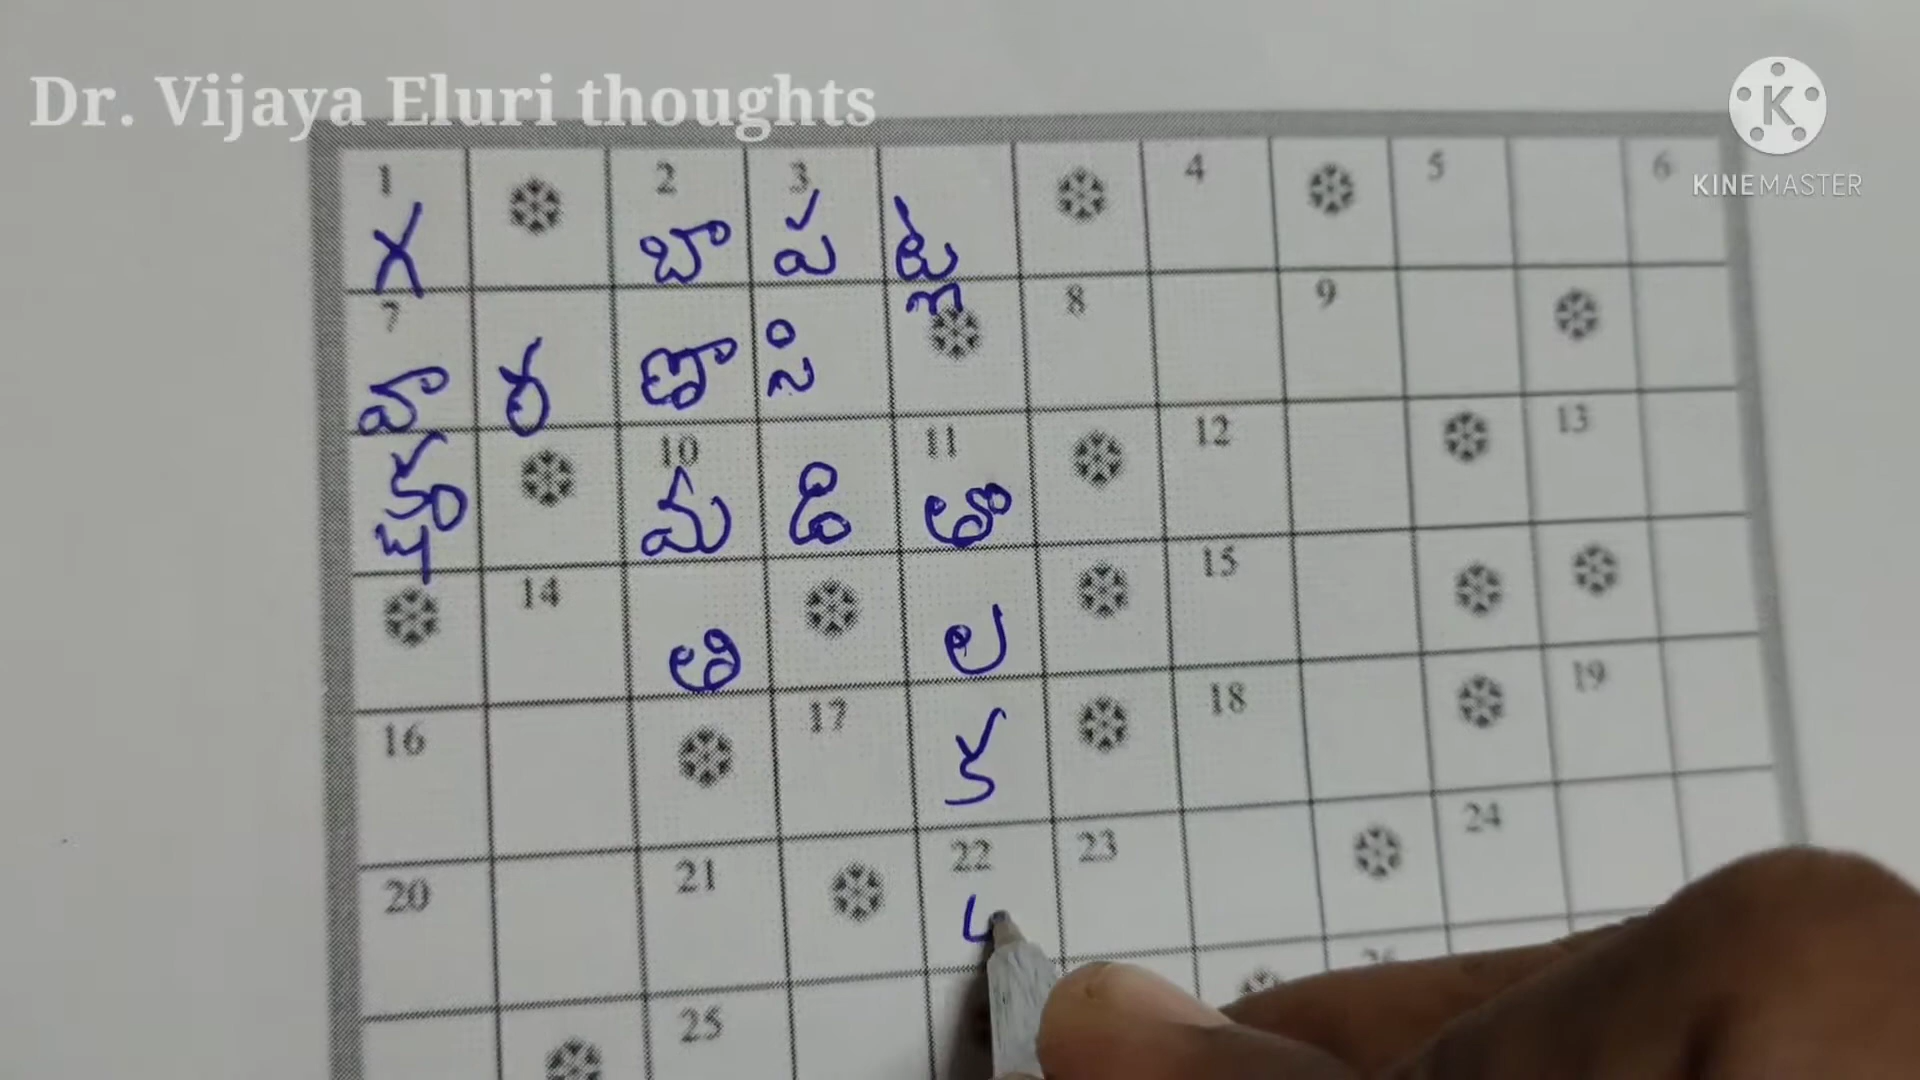 Dr. Vijaya Eluri thoughts
KINEMASTER
1 2 3 4 5 6
గ బా ప ట్ల
7 8 9
వా ర ణా సి
10 11 12 13
క్షం మ డి తొ
14 15
తి ల
16 17 18 19
క
20 21 22 23 24
25